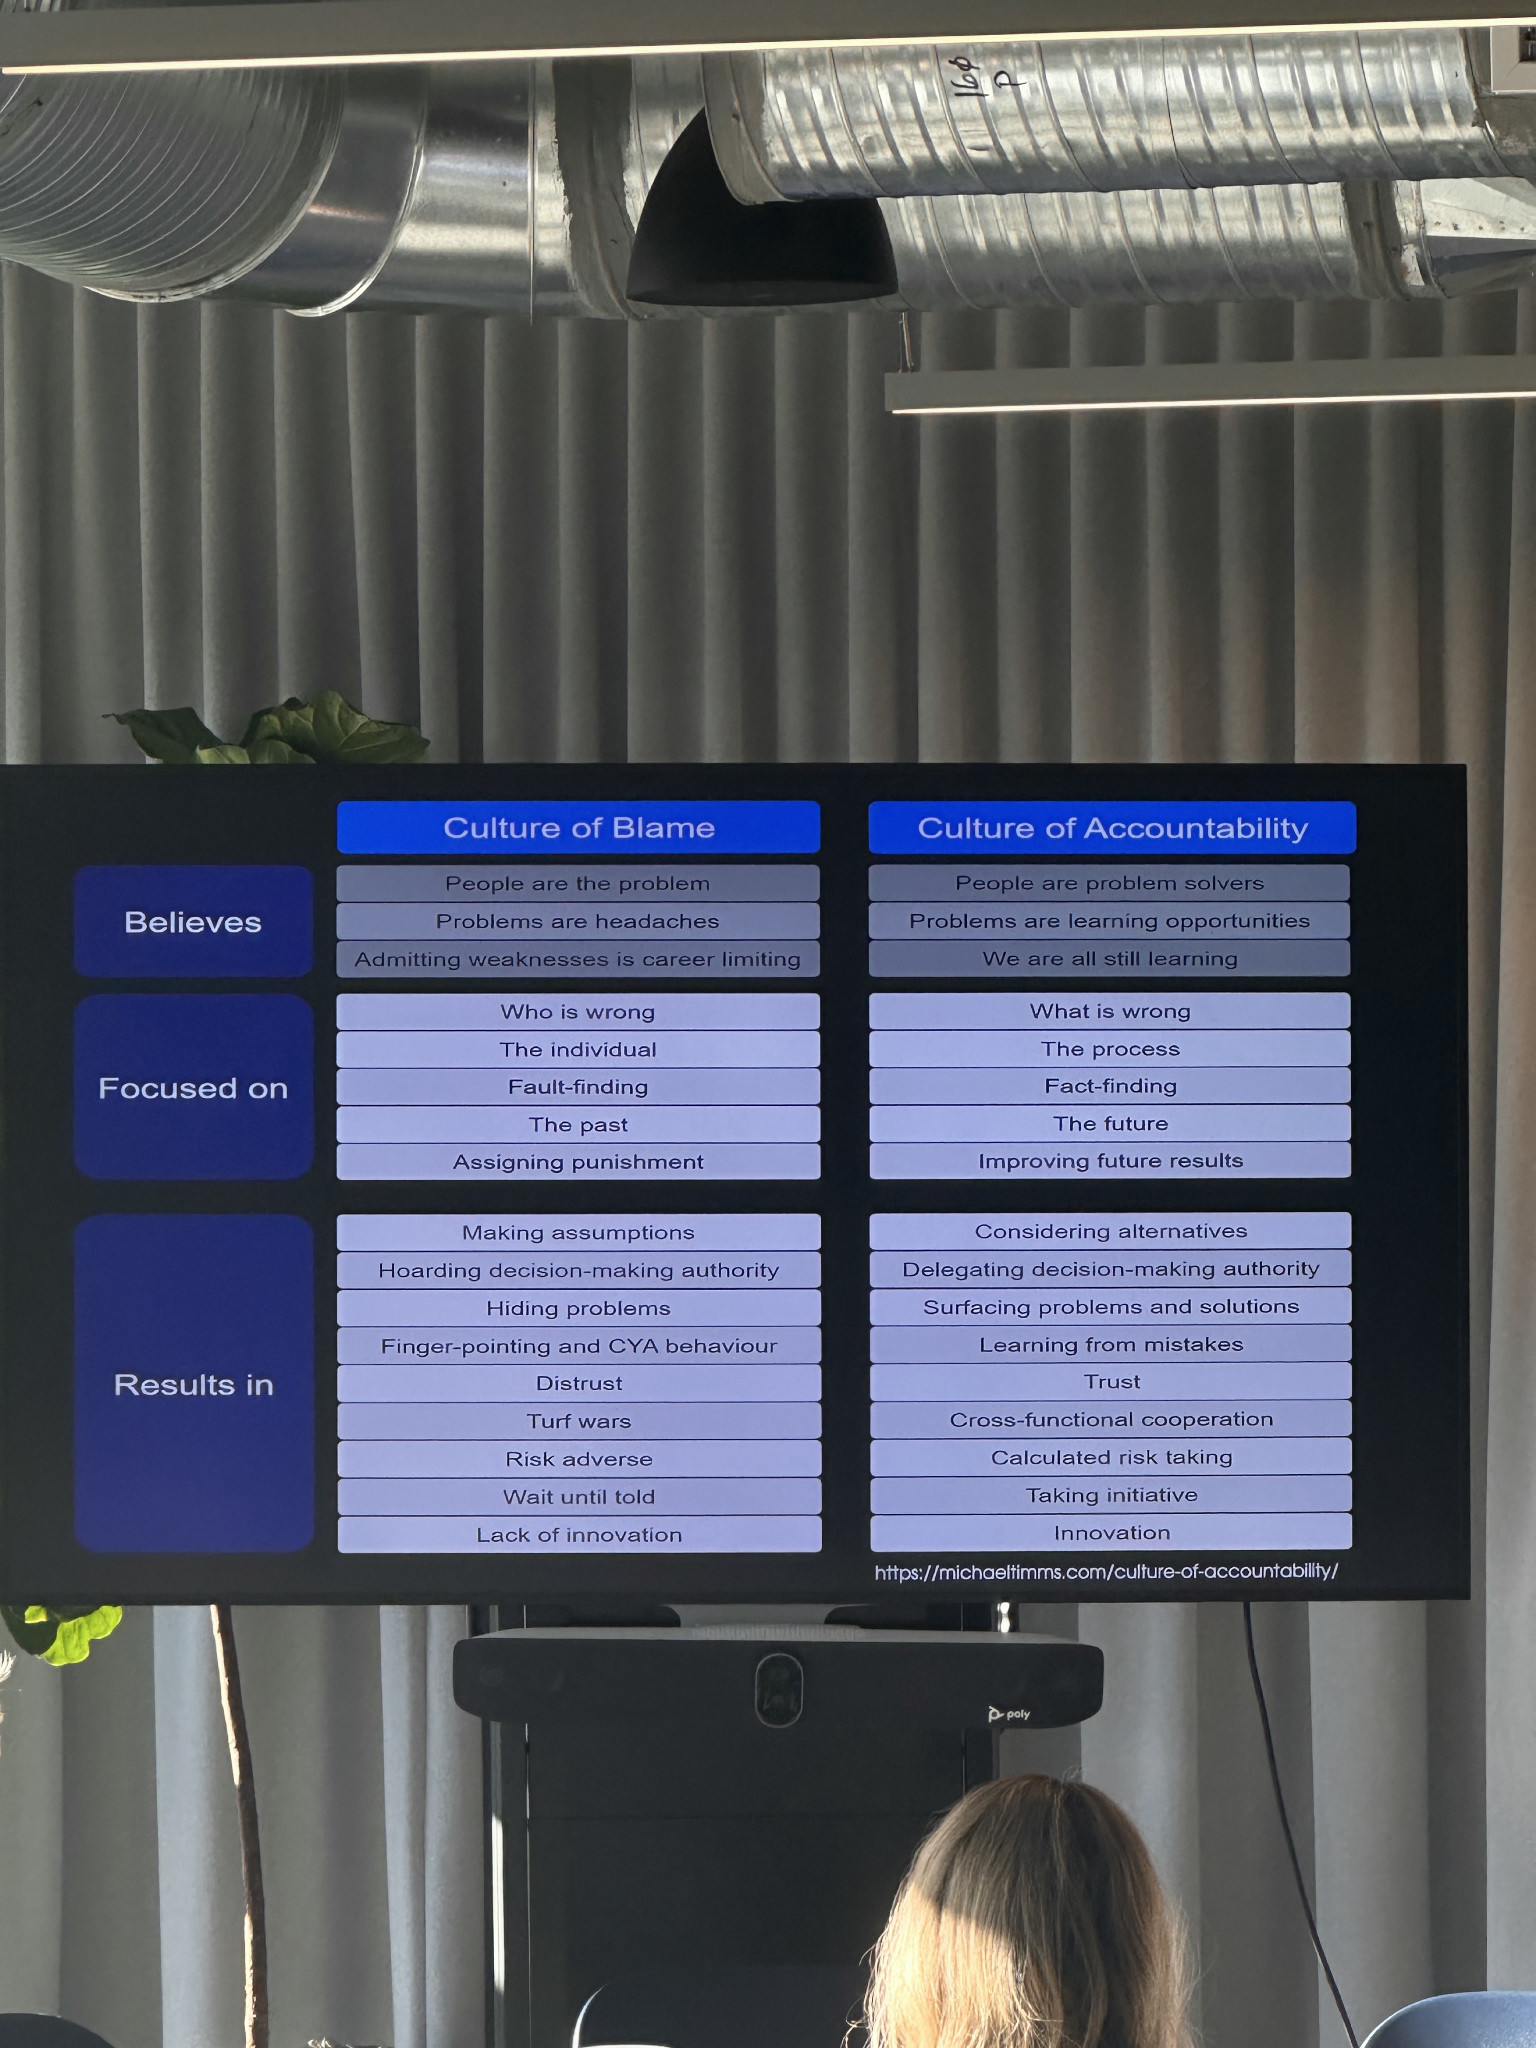 160
P
Culture of Blame
Culture of Accountability
Believes
People are the problem
People are problem solvers
Problems are headaches
Problems are learning opportunities
Admitting weaknesses is career limiting
We are all still learning
Focused on
Who is wrong
What is wrong
The individual
The process
Fault-finding
Fact-finding
The past
The future
Assigning punishment
Improving future results
Results in
Making assumptions
Considering alternatives
Hoarding decision-making authority
Delegating decision-making authority
Hiding problems
Surfacing problems and solutions
Finger-pointing and CYA behaviour
Learning from mistakes
Distrust
Trust
Turf wars
Cross-functional cooperation
Risk adverse
Calculated risk taking
Wait until told
Taking initiative
Lack of innovation
Innovation
https://michaeltimms.com/culture-of-accountability/
poly